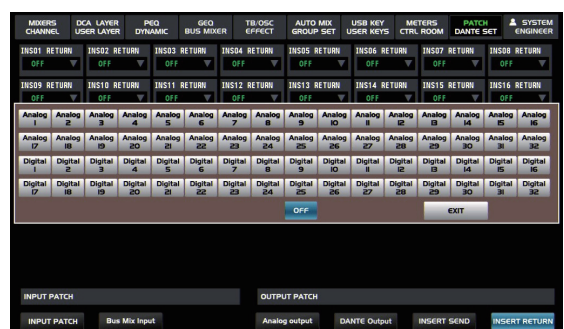 MIXERS DCA LAYER PEQ GEQ TB/OSC AUTO MIX USB KEY METERS PATCH SYSTEM
CHANNEL USER LAYER DYNAMIC BUS MIXER EFFECT GROUP SET USER KEYS CTRL ROOM DANTE SET ENGINEER
INS01 RETURN INS02 RETURN INS03 RETURN INS04 RETURN INS05 RETURN INS06 RETURN INS07 RETURN INS08 RETURN
OFF OFF OFF OFF OFF OFF OFF OFF
INS09 RETURN INS10 RETURN INS11 RETURN INS12 RETURN INS13 RETURN INS14 RETURN INS15 RETURN INS16 RETURN
OFF OFF OFF OFF OFF OFF OFF OFF
Analog Analog Analog Analog Analog Analog Analog Analog Analog Analog Analog Analog Analog Analog Analog Analog
1 2 3 4 5 6 7 8 9 10 11 12 13 14 15 16
Analog Analog Analog Analog Analog Analog Analog Analog Analog Analog Analog Analog Analog Analog Analog Analog
17 18 19 20 21 22 23 24 25 26 27 28 29 30 31 32
Digital Digital Digital Digital Digital Digital Digital Digital Digital Digital Digital Digital Digital Digital Digital Digital
1 2 3 4 5 6 7 8 9 10 11 12 13 14 15 16
Digital Digital Digital Digital Digital Digital Digital Digital Digital Digital Digital Digital Digital Digital Digital Digital
17 18 19 20 21 22 23 24 25 26 27 28 29 30 31 32
OFF EXIT
INPUT PATCH OUTPUT PATCH
INPUT PATCH Bus Mix Input Analog output DANTE Output INSERT SEND INSERT RETURN